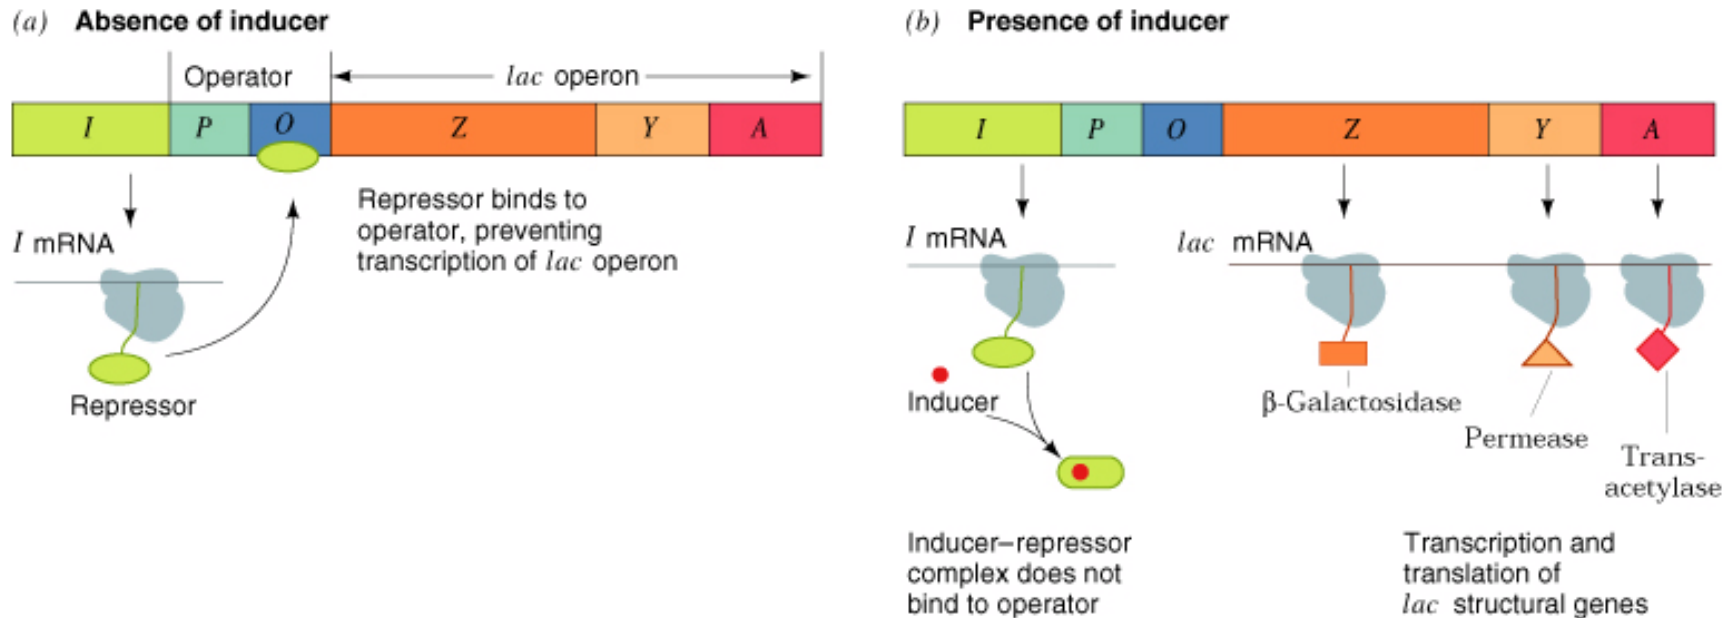 (a) Absence of inducer
Operator
lac operon
I P O Z Y A
Repressor binds to
operator, preventing
transcription of lac operon
I mRNA
Repressor
(b) Presence of inducer
I P O Z Y A
I mRNA
lac mRNA
Inducer
β-Galactosidase
Permease
Trans-
acetylase
Inducer–repressor
complex does not
bind to operator
Transcription and
translation of
lac structural genes